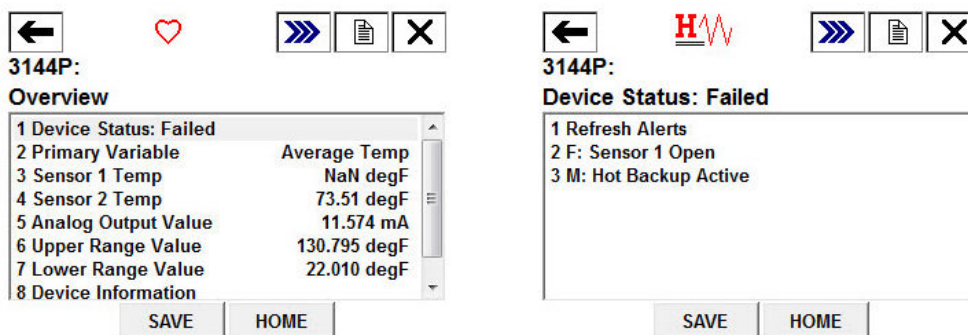 3144P:
Overview
1 Device Status: Failed
2 Primary Variable Average Temp
3 Sensor 1 Temp NaN degF
4 Sensor 2 Temp 73.51 degF
5 Analog Output Value 11.574 mA
6 Upper Range Value 130.795 degF
7 Lower Range Value 22.010 degF
8 Device Information
SAVE HOME
H
3144P:
Device Status: Failed
1 Refresh Alerts
2 F: Sensor 1 Open
3 M: Hot Backup Active
SAVE HOME